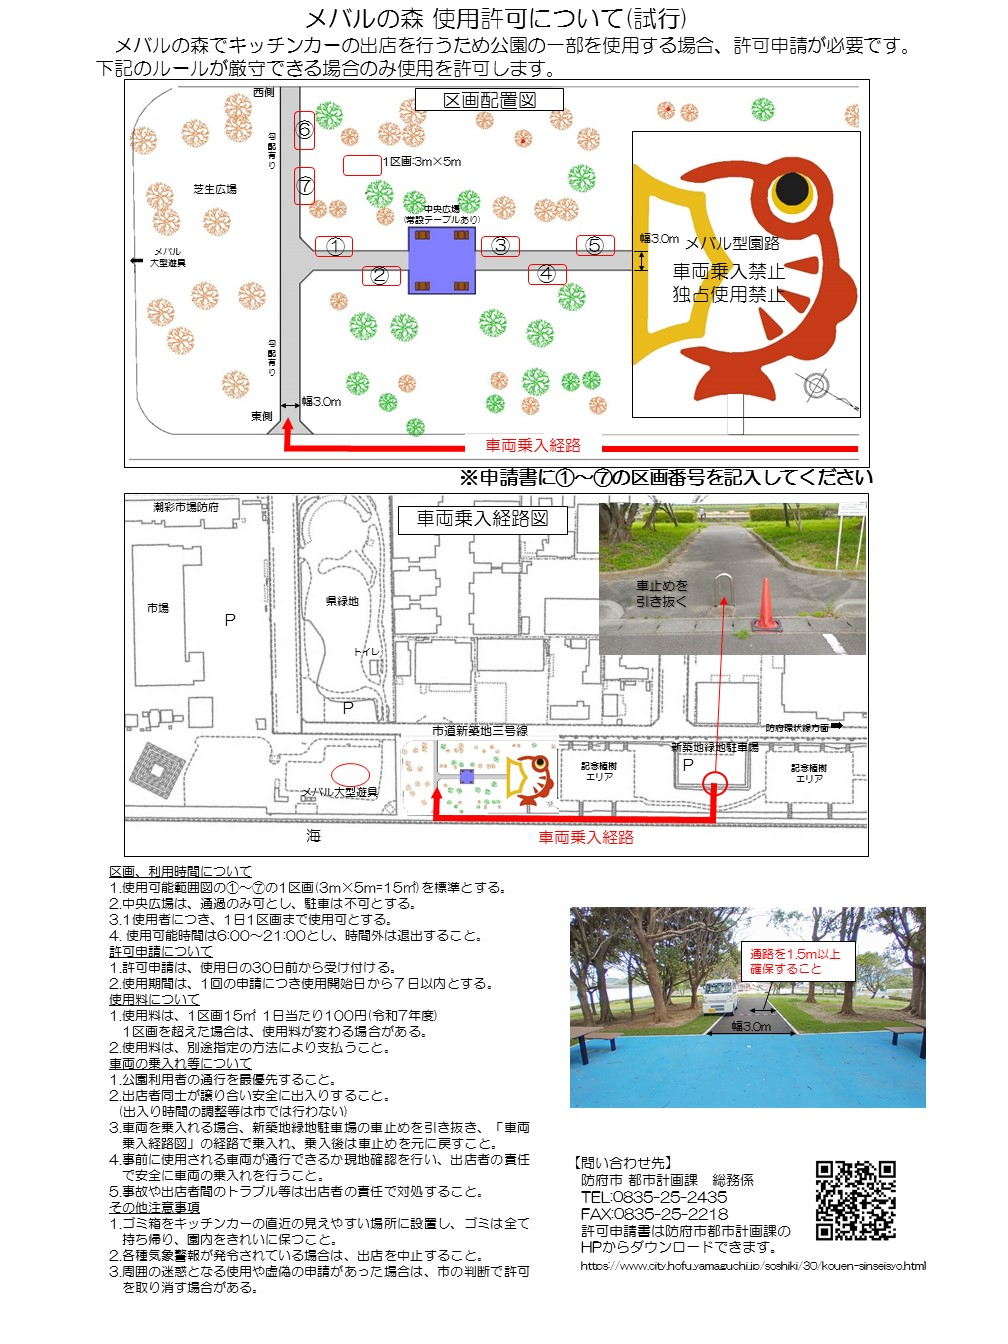 メバルの森 使用許可について(試行)
メバルの森でキッチンカーの出店を行うため公園の一部を使用する場合、許可申請が必要です。
下記のルールが厳守できる場合のみ使用を許可します。
区画配置図
西側
勾配有り
⑥
1区画:3m×5m
⑦
芝生広場
中央広場
(常設テーブルあり)
①
③
⑤
幅3.0m
メバル型園路
メバル
大型遊具
②
④
車両乗入禁止
独占使用禁止
勾配有り
幅3.0m
東側
車両乗入経路
※申請書に①~⑦の区画番号を記入してください
潮彩市場防府
車両乗入経路図
車止めを
引き抜く
市場
P
県緑地
トイレ
P
市道新築地三号線
防府環状線方面
新築地緑地駐車場
P
記念植樹
エリア
記念植樹
エリア
メバル大型遊具
海
車両乗入経路
区画、利用時間について
1.使用可能範囲図の①~⑦の1区画(3m×5m=15㎡)を標準とする。
2.中央広場は、通過のみ可とし、駐車は不可とする。
3.1使用者につき、1日1区画まで使用可とする。
4. 使用可能時間は6:00~21:00とし、時間外は退出すること。
許可申請について
1.許可申請は、使用日の30日前から受け付ける。
2.使用期間は、1回の申請につき使用開始日から7日以内とする。
使用料について
1.使用料は、1区画15㎡ 1日当たり100円(令和7年度)
1区画を超えた場合は、使用料が変わる場合がある。
2.使用料は、別途指定の方法により支払うこと。
車両の乗入れ等について
1.公園利用者の通行を最優先すること。
2.出店者同士が譲り合い安全に出入りすること。
(出入り時間の調整等は市では行わない)
3.車両を乗入れる場合、新築地緑地駐車場の車止めを引き抜き、「車両
乗入経路図」の経路で乗入れ、乗入後は車止めを元に戻すこと。
4.事前に使用される車両が通行できるか現地確認を行い、出店者の責任
で安全に車両の乗入れを行うこと。
5.事故や出店者間のトラブル等は出店者の責任で対処すること。
その他注意事項
1.ゴミ箱をキッチンカーの直近の見えやすい場所に設置し、ゴミは全て
持ち帰り、園内をきれいに保つこと。
2.各種気象警報が発令されている場合は、出店を中止すること。
3.周囲の迷惑となる使用や虚偽の申請があった場合は、市の判断で許可
を取り消す場合がある。
通路を1.5m以上
確保すること
幅3.0m
【問い合わせ先】
防府市 都市計画課 総務係
TEL:0835-25-2435
FAX:0835-25-2218
許可申請書は防府市都市計画課の
HPからダウンロードできます。
https://www.city.hofu.yamaguchi.jp/soshiki/30/kouen-sinseisyo.html